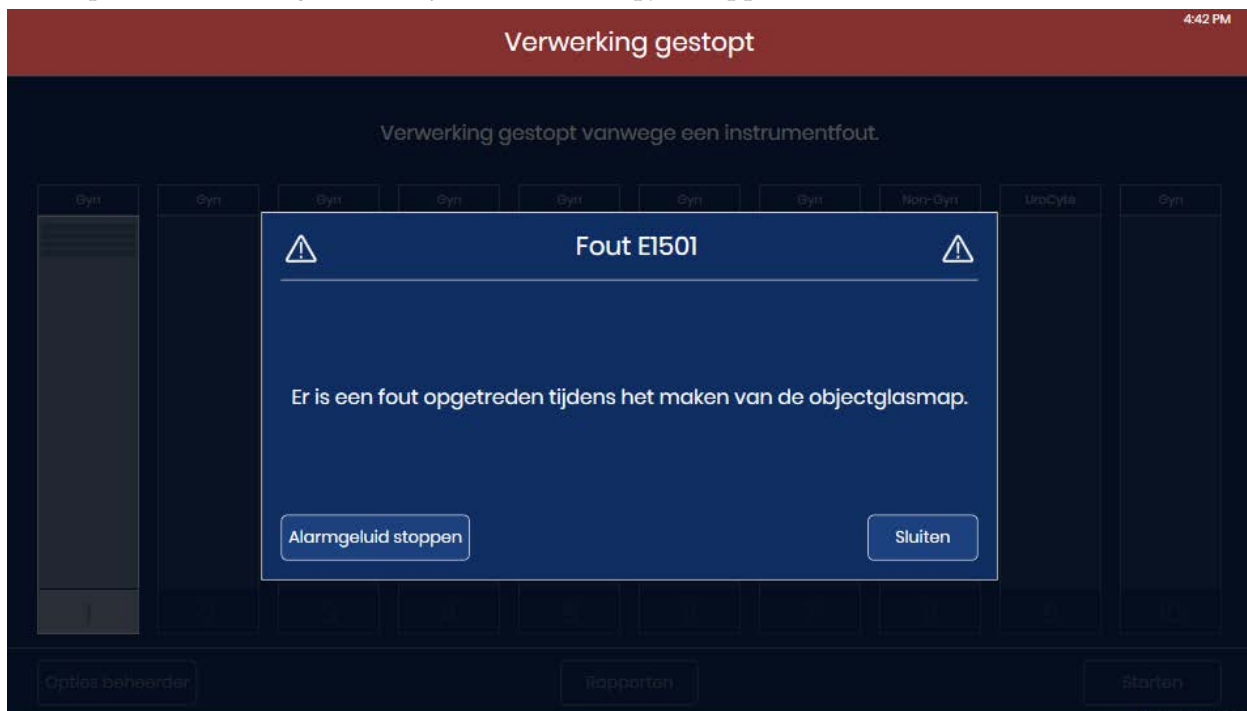 4:42 PM
Verwerking gestopt
Verwerking gestopt vanwege een instrumentfout.
Gyn Gyn Gyn Gyn Gyn Gyn Gyn Non-Gyn UroCyte Gyn
Fout E1501
Er is een fout opgetreden tijdens het maken van de objectglasmap.
Alarmgeluid stoppen Sluiten
1
Opties beheerder Rapporten Starten